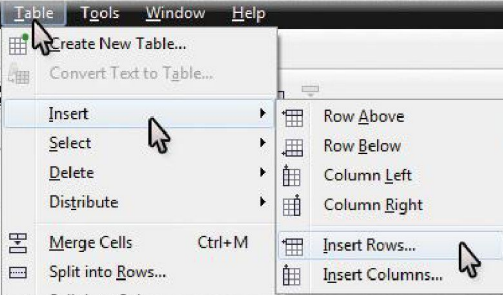 Table Tools Window Help
Create New Table...
Convert Text to Table...
Insert
Select
Delete
Distribute
Merge Cells Ctrl+M
Split into Rows...
Row Above
Row Below
Column Left
Column Right
Insert Rows...
Insert Columns...